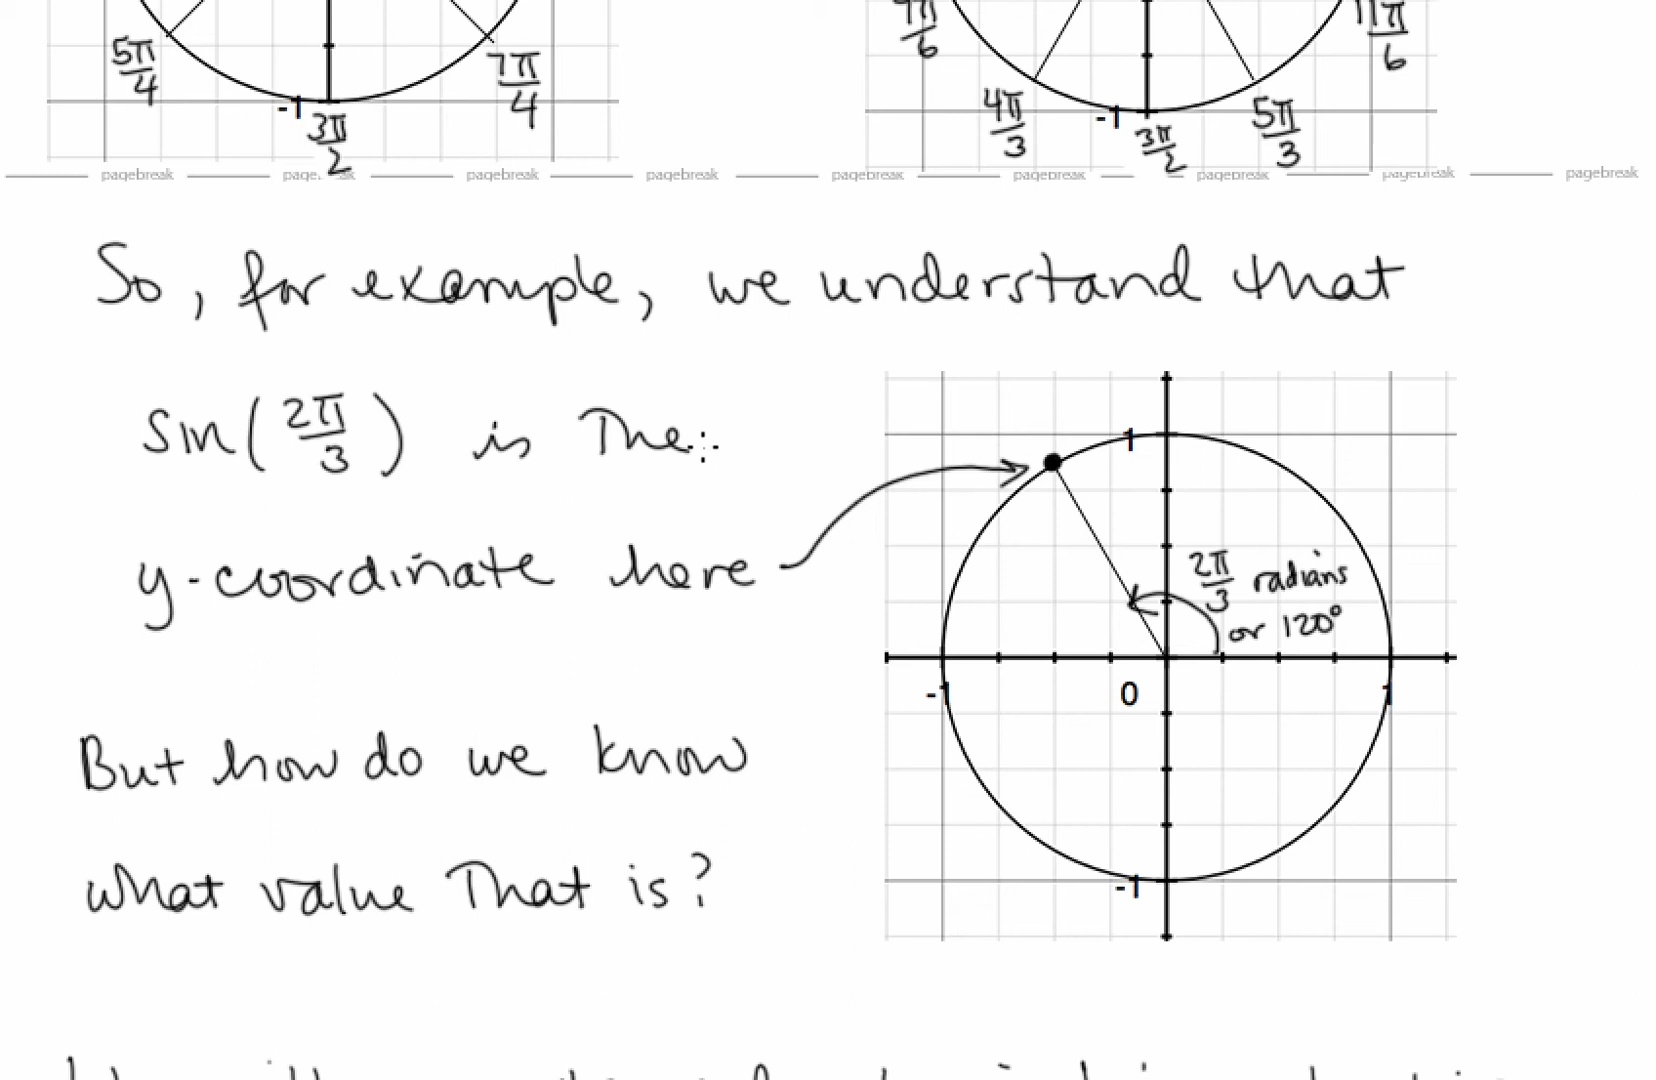 5π/4
-1
3π/2
7π/4
7π/6
4π/3
-1
3π/2
5π/3
11π/6
pagebreak pagebreak pagebreak pagebreak pagebreak pagebreak pagebreak pagebreak pagebreak
So, for example, we understand that
sin(2π/3) is the
y-coordinate here
But how do we know
what value that is?
1
2π/3 radians
or 120°
-1
0
1
-1